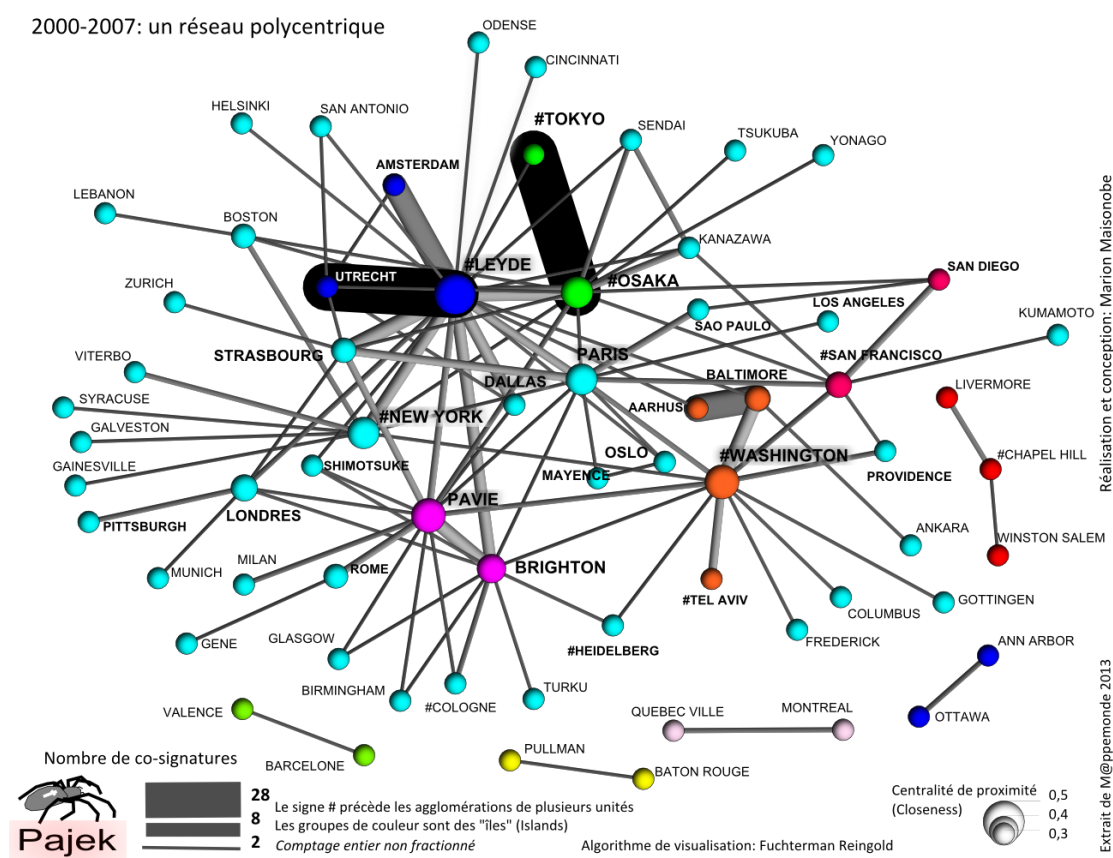 2000-2007: un réseau polycentrique
ODENSE
CINCINNATI
HELSINKI
SAN ANTONIO
#TOKYO
SENDAI
TSUKUBA
YONAGO
AMSTERDAM
LEBANON
BOSTON
KANAZAWA
#LEYDE
UTRECHT
#OSAKA
SAN DIEGO
ZURICH
LOS ANGELES
SAO PAULO
KUMAMOTO
STRASBOURG
PARIS
#SAN FRANCISCO
VITERBO
DALLAS
BALTIMORE
LIVERMORE
SYRACUSE
#NEW YORK
AARHUS
GALVESTON
OSLO
#WASHINGTON
#CHAPEL HILL
GAINESVILLE
SHIMOTSUKE
MAYENCE
PROVIDENCE
PITTSBURGH
LONDRES
PAVIE
ANKARA
WINSTON SALEM
MUNICH
MILAN
ROME
BRIGHTON
#TEL AVIV
COLUMBUS
GOTTINGEN
GENE
GLASGOW
#HEIDELBERG
FREDERICK
ANN ARBOR
BIRMINGHAM
#COLOGNE
TURKU
VALENCE
QUEBEC VILLE
MONTREAL
OTTAWA
BARCELONE
PULLMAN
BATON ROUGE
Nombre de co-signatures
28
8
2
Le signe # précède les agglomérations de plusieurs unités
Les groupes de couleur sont des "îles" (Islands)
Comptage entier non fractionné
Pajek
Algorithme de visualisation: Fuchterman Reingold
Centralité de proximité
(Closeness)
0,5
0,4
0,3
Réalisation et conception: Marion Maisonobe
Extrait de M@ppemonde 2013